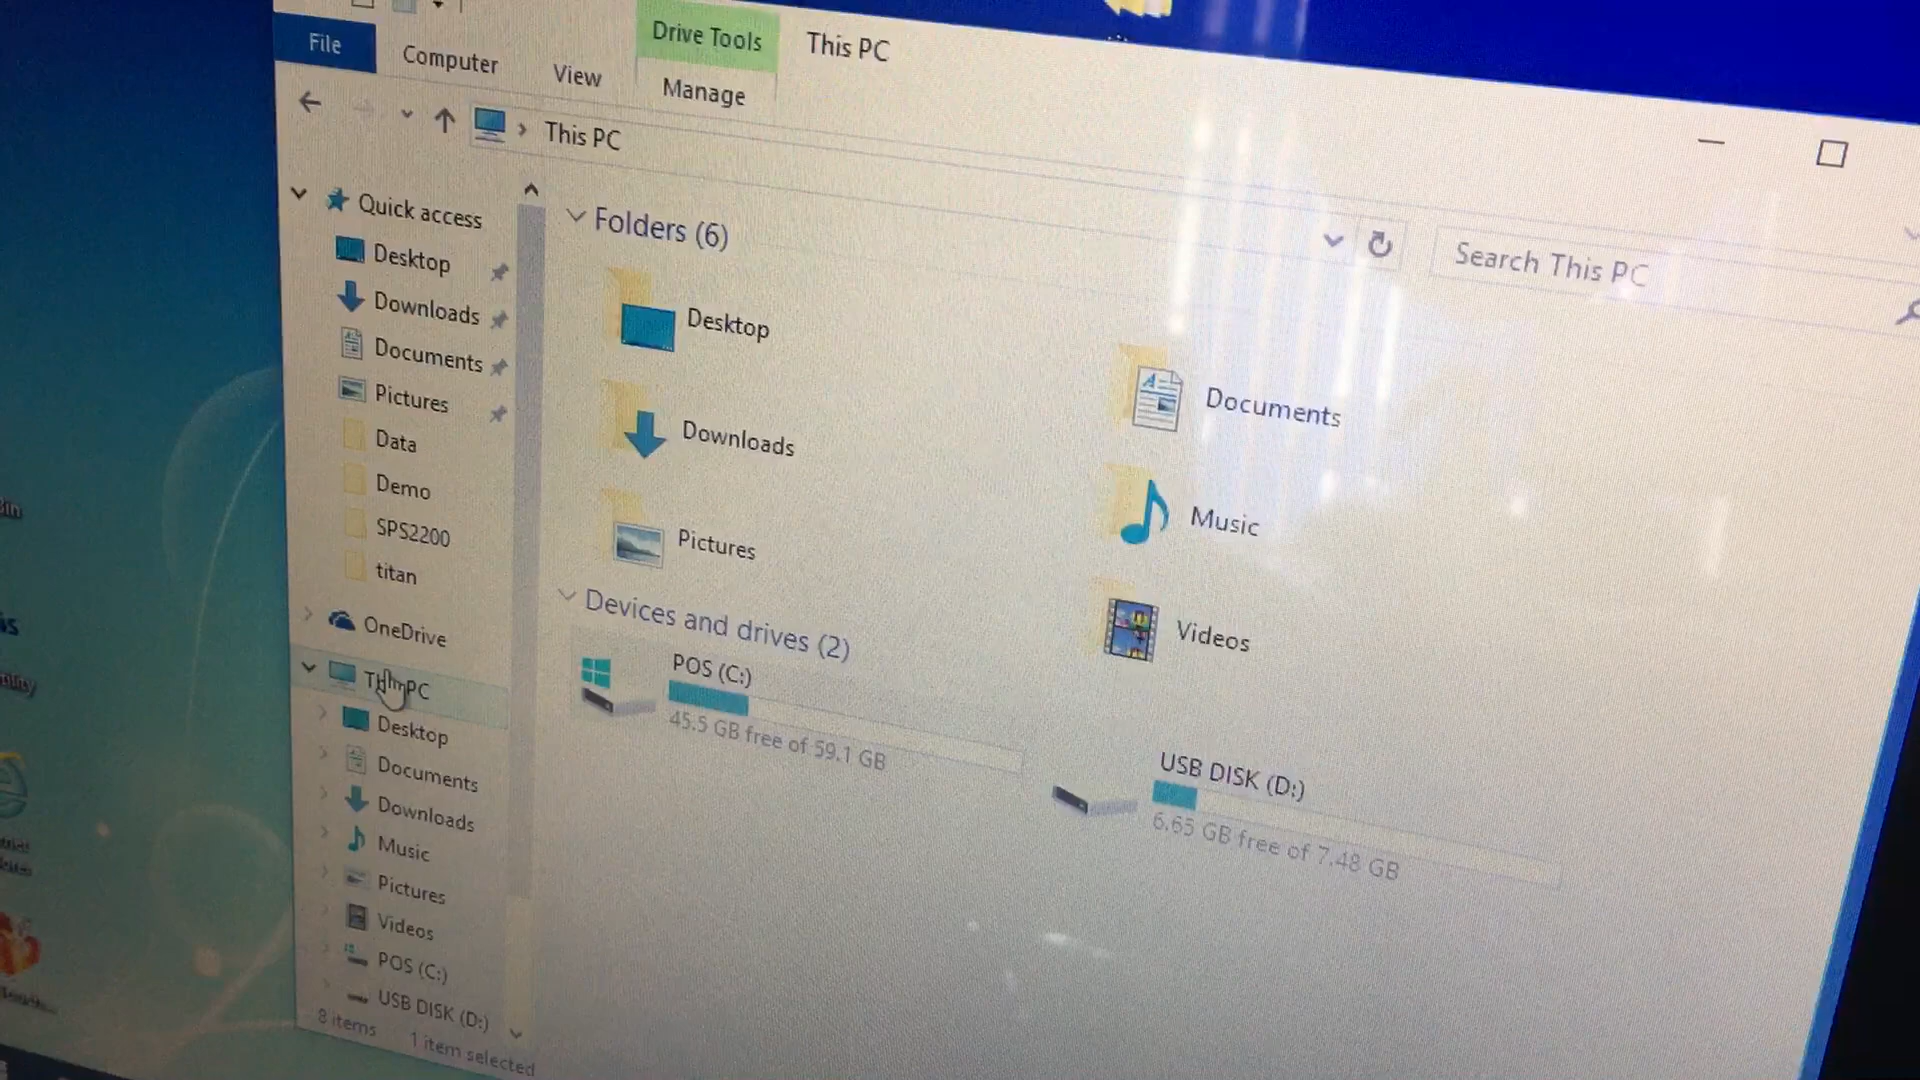 File
Computer
View
Drive Tools
Manage
This PC
This PC
Search This PC
Quick access
Desktop
Downloads
Documents
Pictures
Data
Demo
SPS2200
titan
OneDrive
This PC
Desktop
Documents
Downloads
Music
Pictures
Videos
POS (C:)
USB DISK (D:)
8 items
1 item selected
Folders (6)
Desktop
Documents
Downloads
Music
Pictures
Videos
Devices and drives (2)
POS (C:)
45.5 GB free of 59.1 GB
USB DISK (D:)
6.65 GB free of 7.48 GB